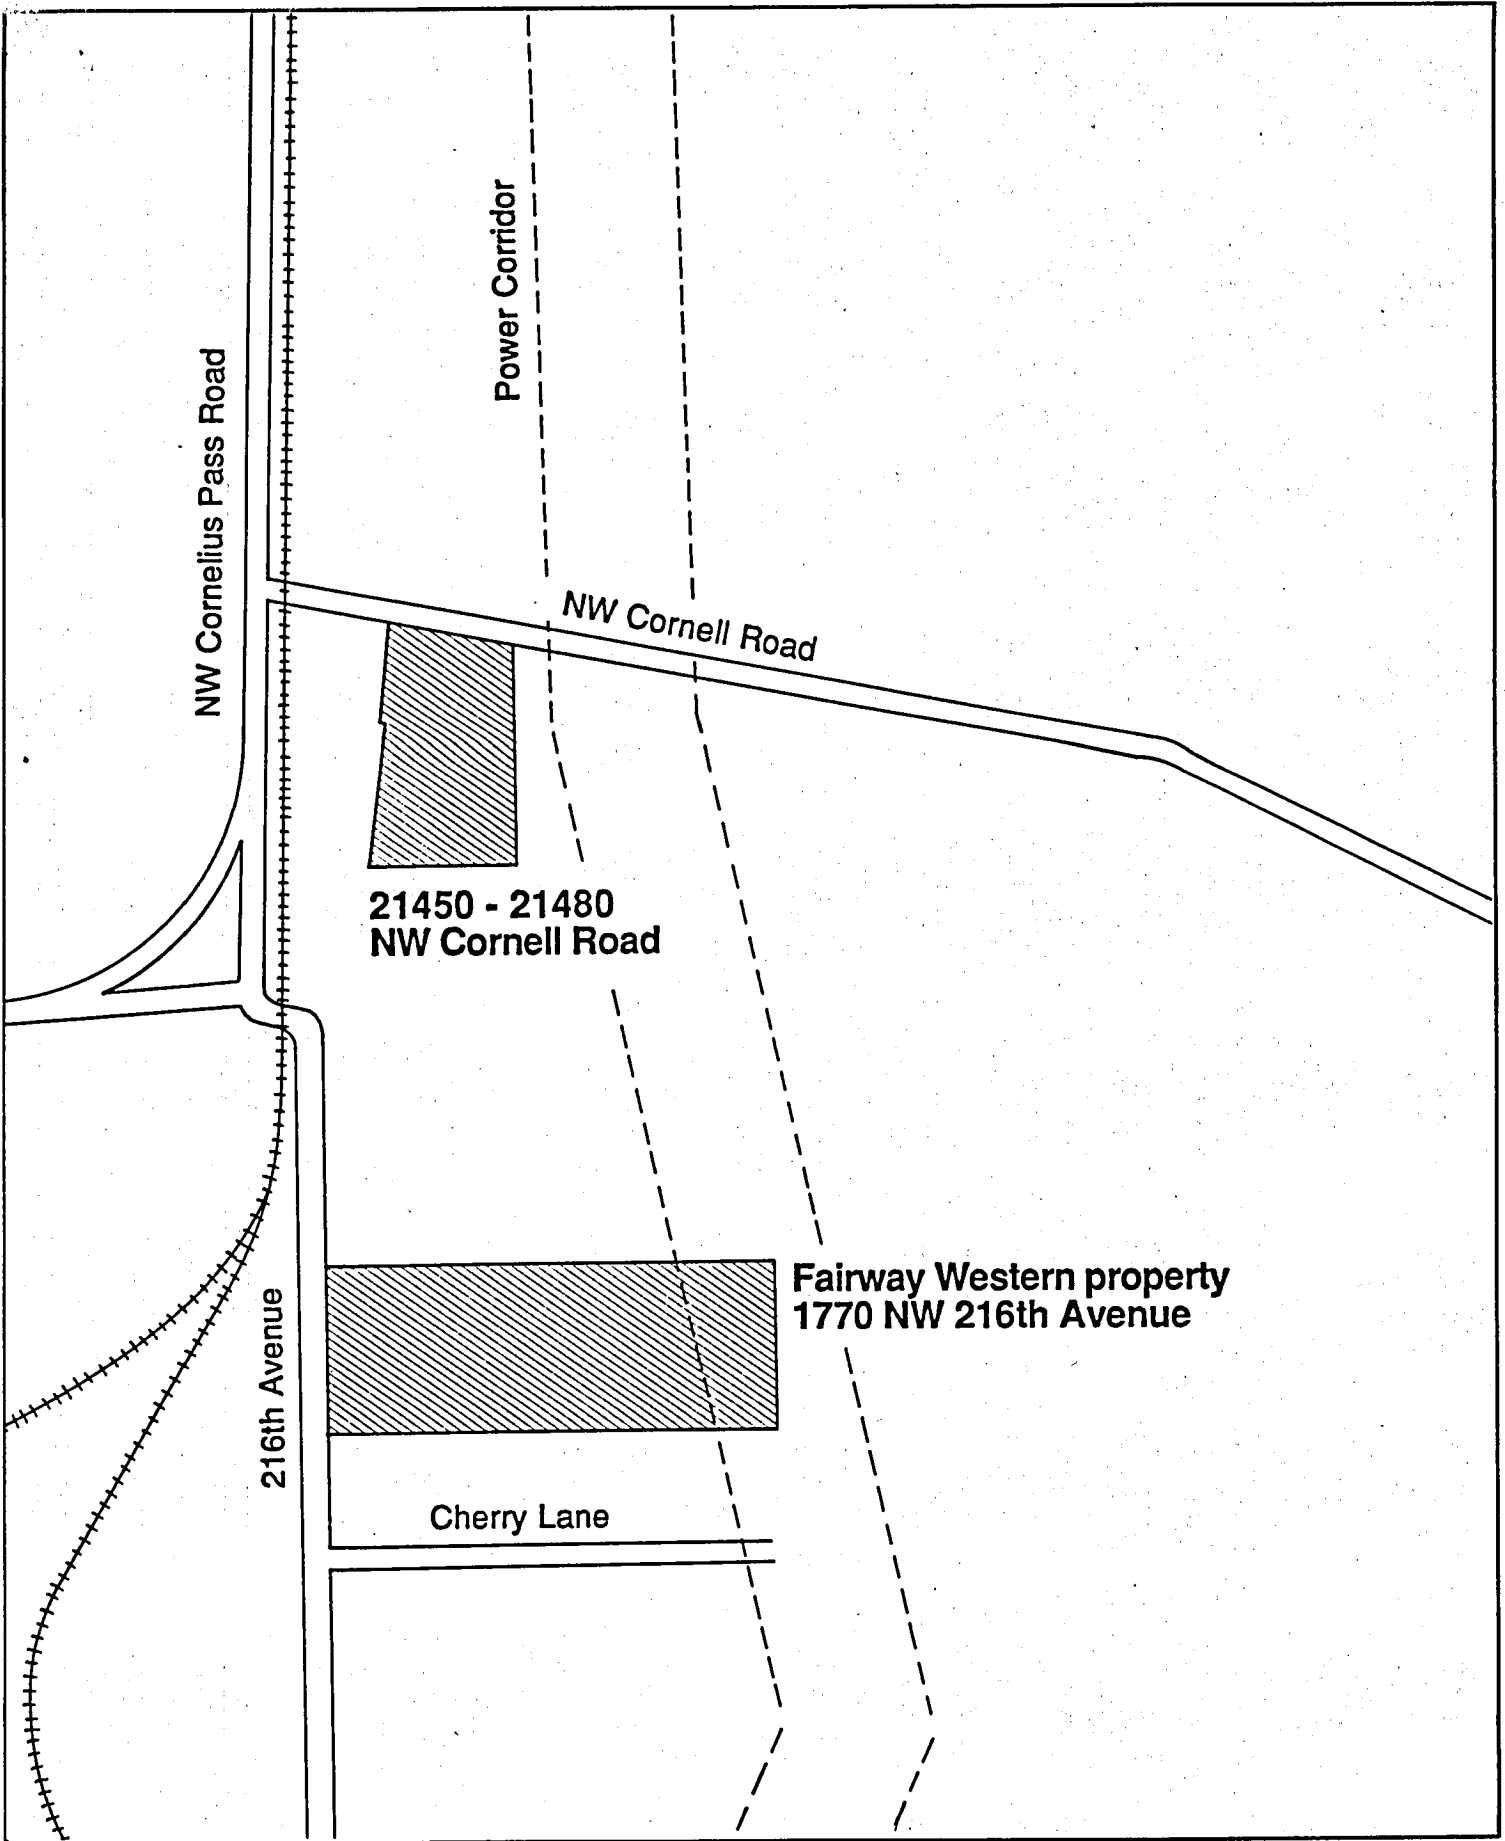 Power Corridor
NW Cornelius Pass Road
NW Cornell Road
21450 - 21480
NW Cornell Road
Fairway Western property
1770 NW 216th Avenue
216th Avenue
Cherry Lane